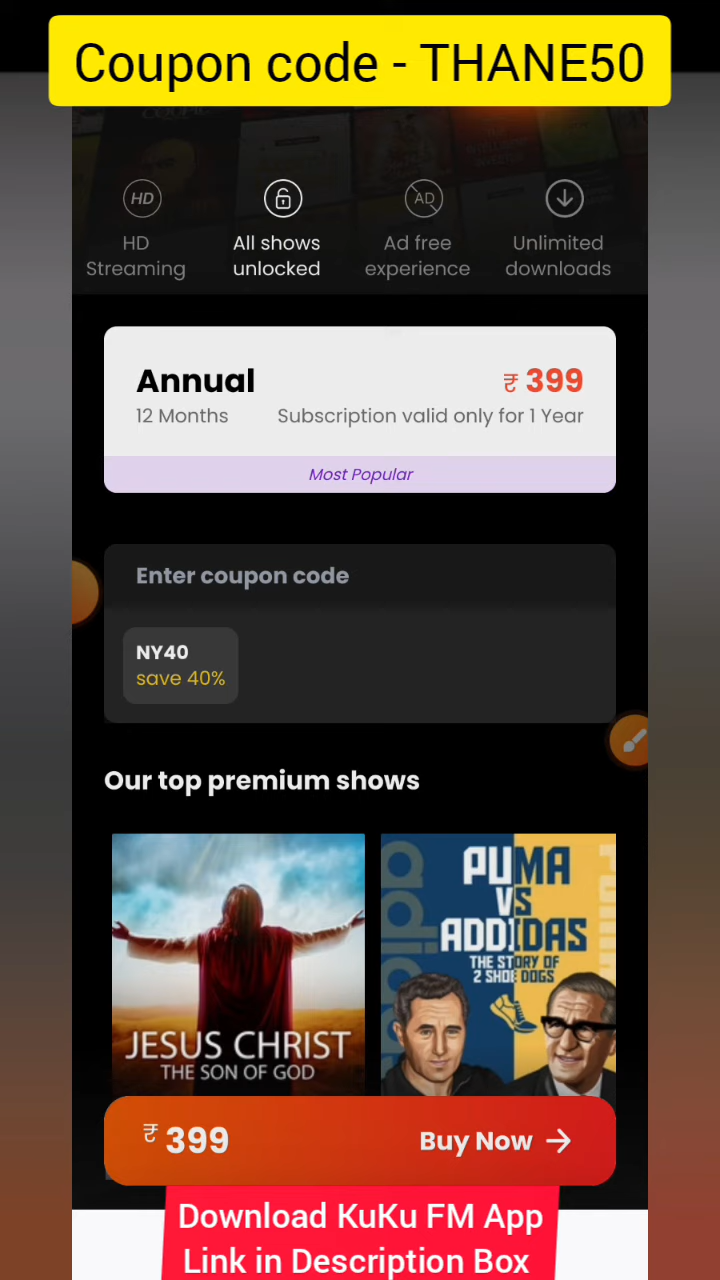 Coupon code - THANE50
HD
AD
HD
Streaming
All shows
unlocked
Ad free
experience
Unlimited
downloads
Annual
₹ 399
12 Months
Subscription valid only for 1 Year
Most Popular
Enter coupon code
NY40
save 40%
Our top premium shows
adidas
PUMA
VS
ADDIDAS
THE STORY OF
2 SHOE DOGS
JESUS CHRIST
THE SON OF GOD
₹ 399
Buy Now →
Download KuKu FM App
Link in Description Box